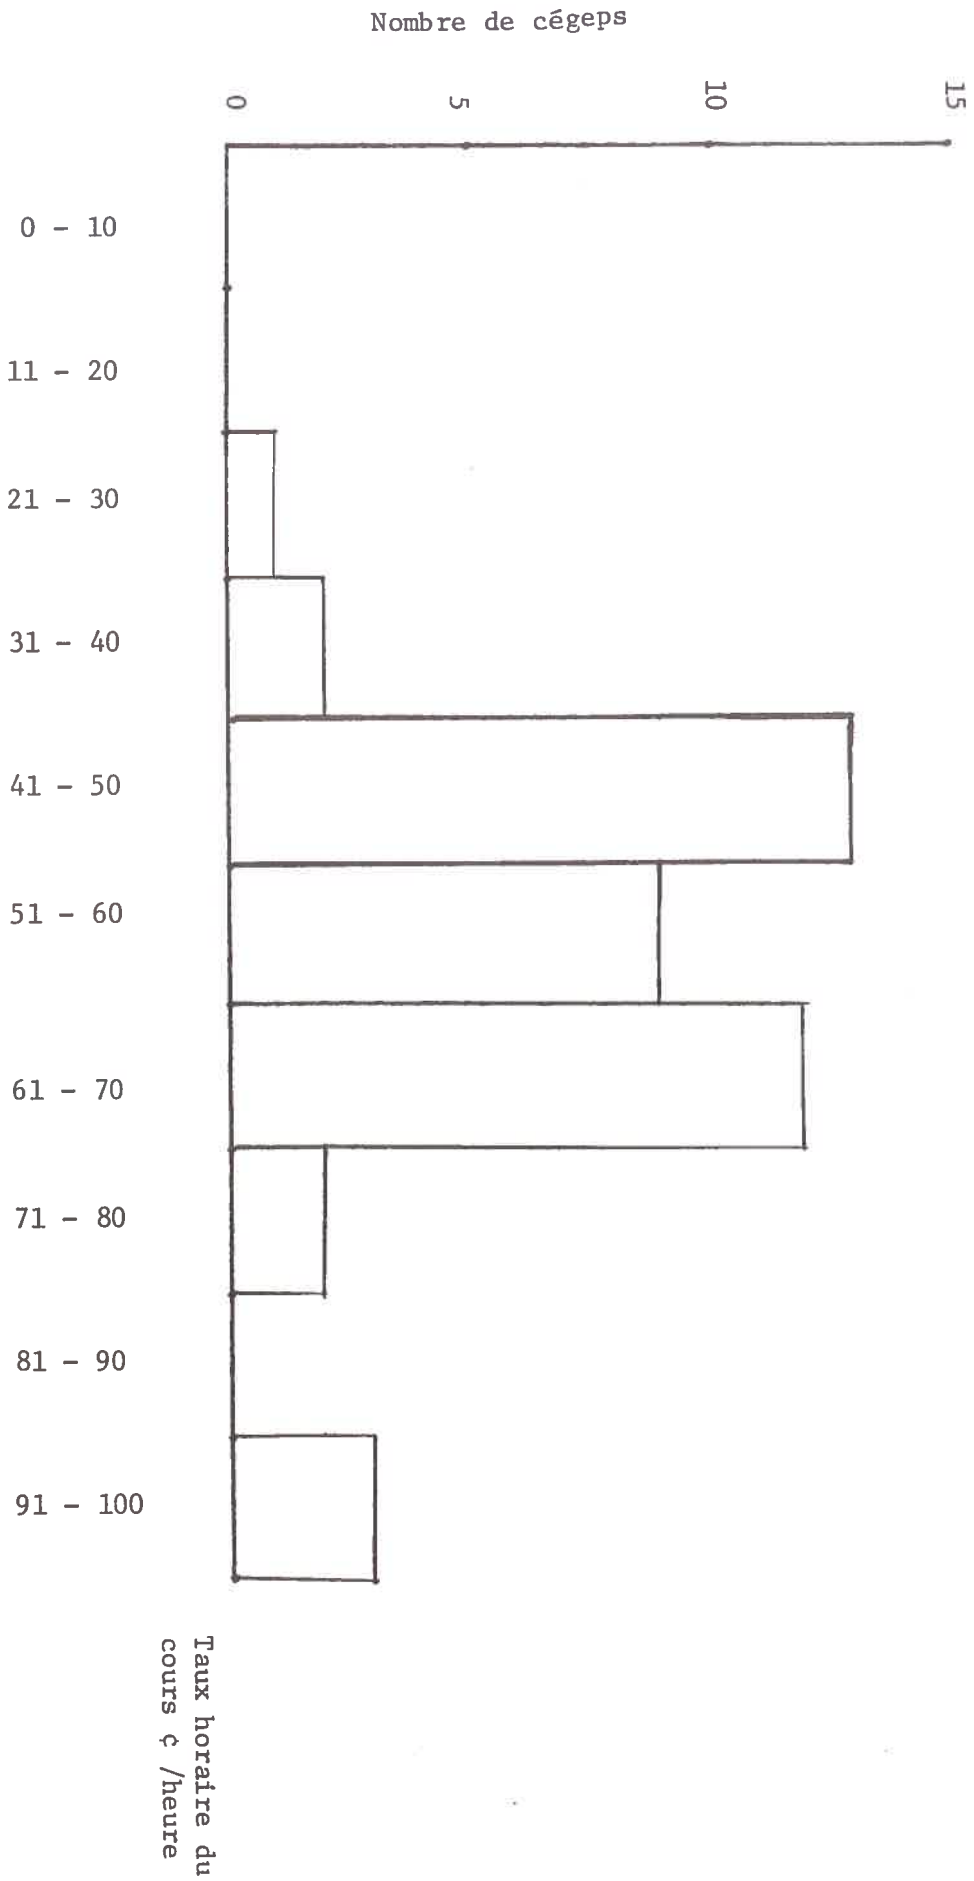 Nombre de cégeps
0 5 10 15
0 - 10
11 - 20
21 - 30
31 - 40
41 - 50
51 - 60
61 - 70
71 - 80
81 - 90
91 - 100
Taux horaire du
cours ¢ /heure